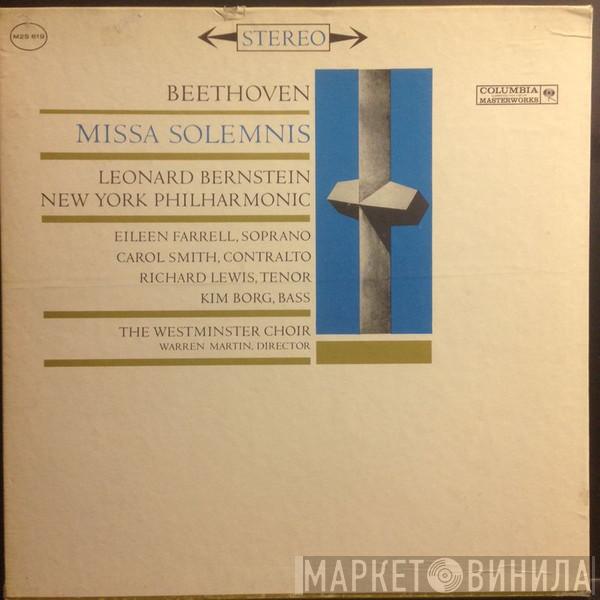 M2S 619
STEREO
COLUMBIA
MASTERWORKS
BEETHOVEN
MISSA SOLEMNIS
LEONARD BERNSTEIN
NEW YORK PHILHARMONIC
EILEEN FARRELL, SOPRANO
CAROL SMITH, CONTRALTO
RICHARD LEWIS, TENOR
KIM BORG, BASS
THE WESTMINSTER CHOIR
WARREN MARTIN, DIRECTOR
МАРКЕТ ВИНИЛА